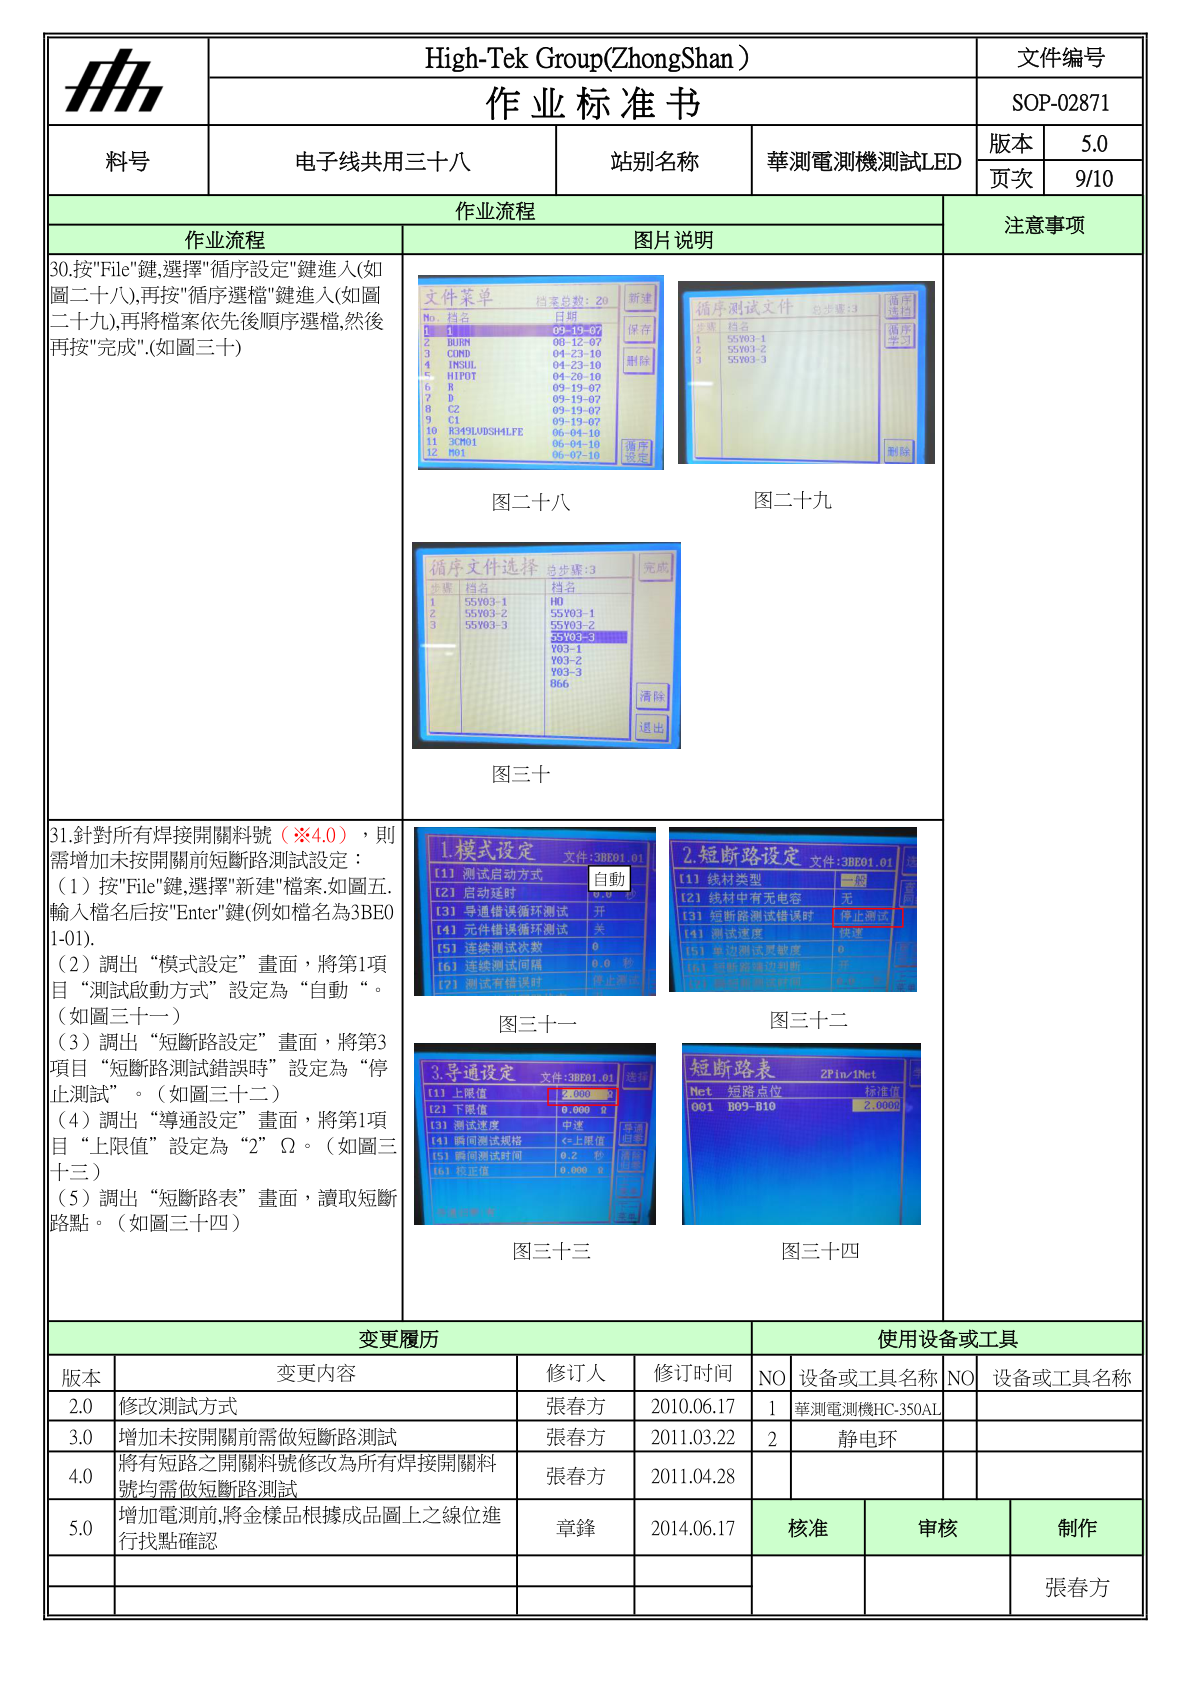 High-Tek Group(ZhongShan）
文件编号
作 业 标 准 书
SOP-02871
料号
电子线共用三十八
站别名称
華測電測機測試LED
版本
5.0
页次
9/10
作业流程
注意事项
作业流程
图片说明
30.按"File"鍵,選擇"循序設定"鍵進入(如
圖二十八),再按"循序選檔"鍵進入(如圖
二十九),再將檔案依先後順序選檔,然後
再按"完成".(如圖三十)
文件菜单 档案总数: 20
新建
No. 档名 日期
1 1 09-19-07
2 BURN 08-12-07
3 COND 04-23-10
4 INSUL 04-23-10
5 HIPOT 04-20-10
6 R 09-19-07
7 D 09-19-07
8 C2 09-19-07
9 C1 09-19-07
10 R349LVDSH4LFE 06-04-10
11 3CM01 06-04-10
12 M01 06-07-10
保存
删除
循序
设定
图二十八
循序测试文件 总步骤:3
步骤 档名
1 55Y03-1
2 55Y03-2
3 55Y03-3
循序
选档
循序
学习
删除
图二十九
循序文件选择 总步骤:3
完成
步骤 档名 档名
1 55Y03-1 HO
2 55Y03-2 55Y03-1
3 55Y03-3 55Y03-2
55Y03-3
Y03-1
Y03-2
Y03-3
866
清除
退出
图三十
31.針對所有焊接開關料號（※4.0），則
需增加未按開關前短斷路測試設定：
（1）按"File"鍵,選擇"新建"檔案.如圖五.
輸入檔名后按"Enter"鍵(例如檔名為3BE0
1-01).
（2）調出“模式設定”畫面，將第1項
目“測試啟動方式”設定為“自動“。
（如圖三十一）
（3）調出“短斷路設定”畫面，將第3
項目“短斷路測試錯誤時”設定為“停
止測試”。（如圖三十二）
（4）調出“導通設定”畫面，將第1項
目“上限值”設定為“2”Ω。（如圖三
十三）
（5）調出“短斷路表”畫面，讀取短斷
路點。（如圖三十四）
1.模式设定 文件:3BE01.01
[1] 测试启动方式 自動
[2] 启动延时 0.0 秒
[3] 导通错误循环测试 开
[4] 元件错误循环测试 关
[5] 连续测试次数 0
[6] 连续测试间隔 0.0 秒
[7] 测试有错误时 停止测试
图三十一
2.短断路设定 文件:3BE01.01
[1] 线材类型 一般
[2] 线材中有无电容 无
[3] 短断路测试错误时 停止测试
[4] 测试速度 快速
[5] 单边测试灵敏度 0
[6] 短断路端边判断 开
图三十二
3.导通设定 文件:3BE01.01
选择
[1] 上限值 2.000 Ω
[2] 下限值 0.000 Ω
[3] 测试速度 中速
[4] 瞬间测试规格 <=上限值
[5] 瞬间测试时间 0.2 秒
[6] 校正值 0.000 Ω
导通
归学
清除
归零
图三十三
短断路表 2Pin/1Net
Net 短路点位 标准值
001 B09-B10 2.000Ω
图三十四
变更履历
使用设备或工具
版本
变更内容
修订人
修订时间
NO
设备或工具名称
NO
设备或工具名称
2.0
修改測試方式
張春方
2010.06.17
1
華測電測機HC-350AL
3.0
增加未按開關前需做短斷路測試
張春方
2011.03.22
2
静电环
4.0
將有短路之開關料號修改為所有焊接開關料
號均需做短斷路測試
張春方
2011.04.28
5.0
增加電測前,將金樣品根據成品圖上之線位進
行找點確認
章鋒
2014.06.17
核准
审核
制作
張春方